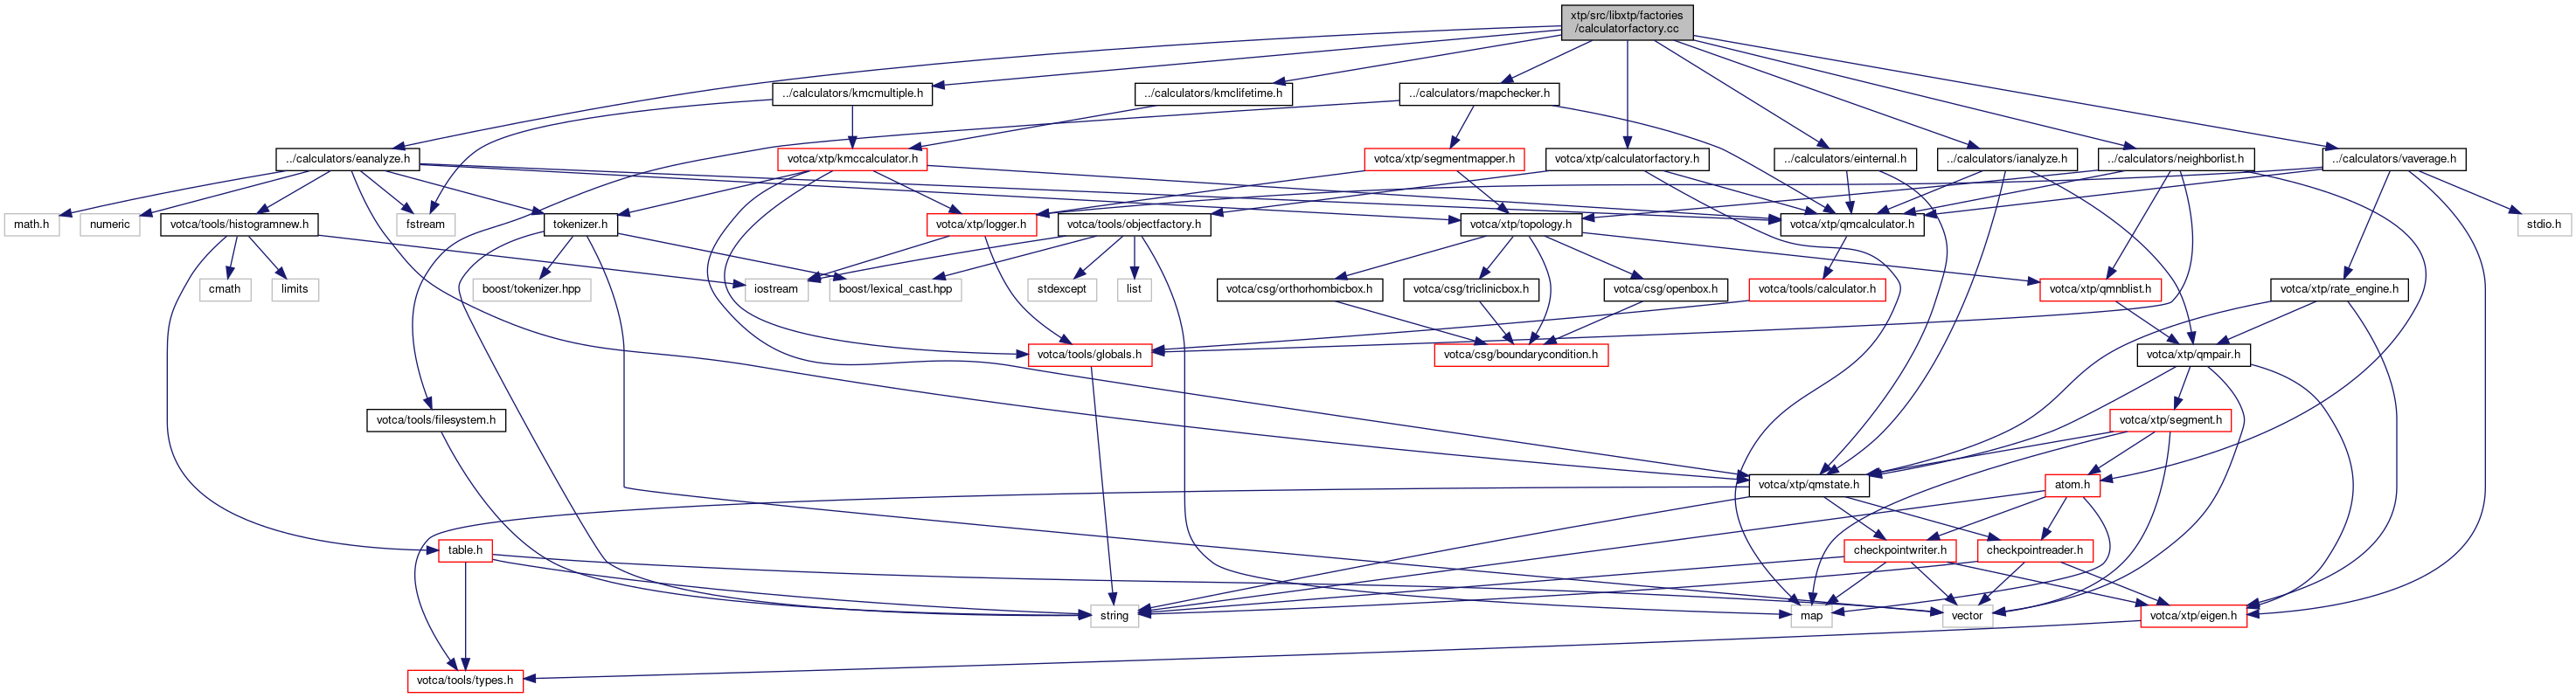 xtp/src/libxtp/factories
/calculatorfactory.cc
../calculators/kmcmultiple.h
../calculators/kmclifetime.h
../calculators/mapchecker.h
../calculators/eanalyze.h
votca/xtp/kmccalculator.h
votca/xtp/segmentmapper.h
votca/xtp/calculatorfactory.h
../calculators/einternal.h
../calculators/ianalyze.h
../calculators/neighborlist.h
../calculators/vaverage.h
math.h
numeric
votca/tools/histogramnew.h
fstream
tokenizer.h
votca/xtp/logger.h
votca/tools/objectfactory.h
votca/xtp/topology.h
votca/xtp/qmcalculator.h
stdio.h
cmath
limits
boost/tokenizer.hpp
iostream
boost/lexical_cast.hpp
stdexcept
list
votca/csg/orthorhombicbox.h
votca/csg/triclinicbox.h
votca/csg/openbox.h
votca/tools/calculator.h
votca/xtp/qmnblist.h
votca/xtp/rate_engine.h
votca/tools/globals.h
votca/csg/boundarycondition.h
votca/xtp/qmpair.h
votca/tools/filesystem.h
votca/xtp/segment.h
votca/xtp/qmstate.h
atom.h
table.h
checkpointwriter.h
checkpointreader.h
string
map
vector
votca/xtp/eigen.h
votca/tools/types.h